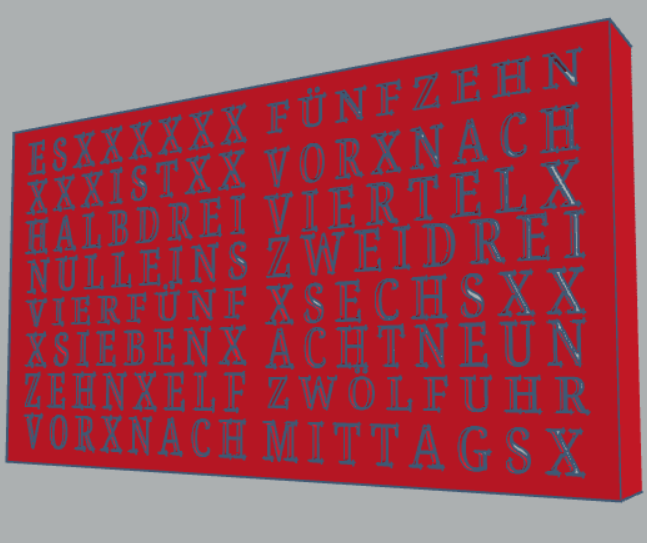 ESXXXXXX FÜNFZEHN
XXXISTXX VORXNACH
HALBDREI VIERTELX
NULLEINS ZWEIDREI
VIERFÜNF XSECHSXX
XSIEBENX ACHTNEUN
ZEHNXELF ZWÖLFUHR
VORXNACH MITTAGSX